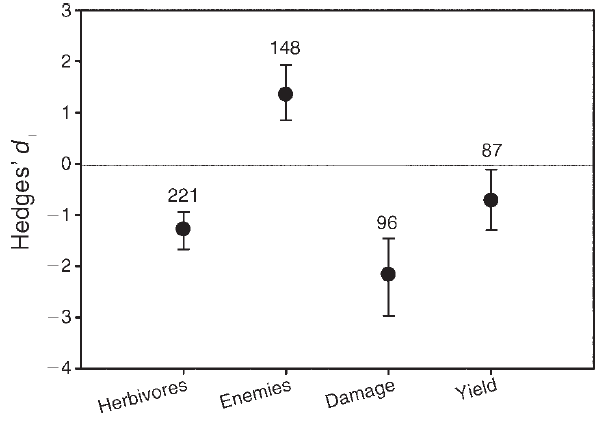 3
2
1
0
−1
−2
−3
−4
Hedges' d
221
148
96
87
Herbivores
Enemies
Damage
Yield